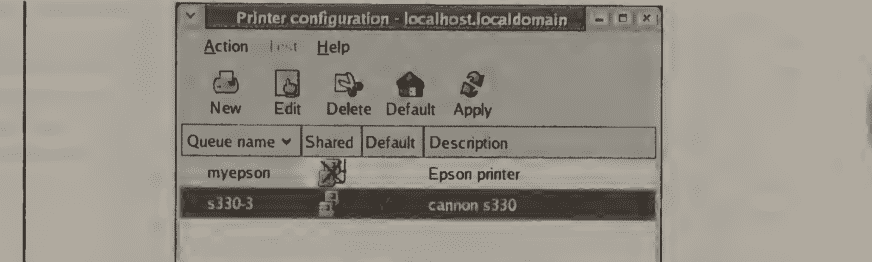 Printer configuration - localhost.localdomain
Action Test Help
New Edit Delete Default Apply
Queue name Shared Default Description
myepson Epson printer
s330-3 cannon s330